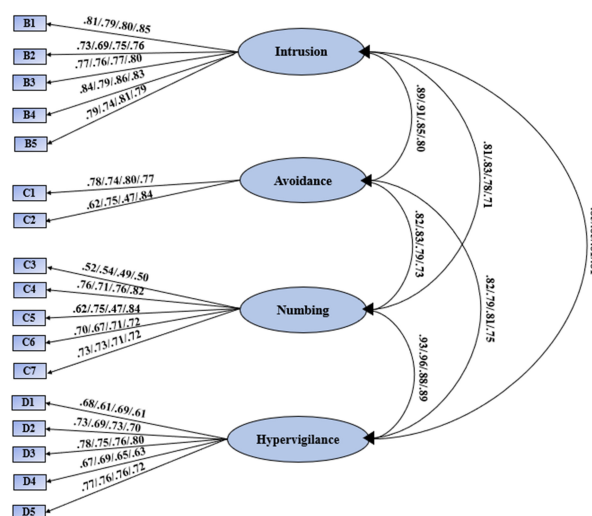 B1
.81/.79/.80/.85
B2
.73/.69/.75/.76
B3
.77/.76/.77/.80
B4
.84/.79/.86/.83
B5
.79/.74/.81/.79
Intrusion
.89/.91/.85/.80
.81/.83/.78/.71
C1
.78/.74/.80/.77
C2
.62/.75/.47/.84
Avoidance
.82/.83/.79/.73
.82/.79/.81/.75
C3
.52/.54/.49/.50
C4
.76/.71/.76/.82
C5
.62/.75/.47/.84
C6
.70/.67/.71/.72
C7
.73/.73/.71/.72
Numbing
.93/.96/.88/.89
D1
.68/.61/.69/.61
D2
.73/.69/.73/.70
D3
.78/.75/.76/.80
D4
.67/.69/.65/.63
D5
.77/.76/.76/.72
Hypervigilance